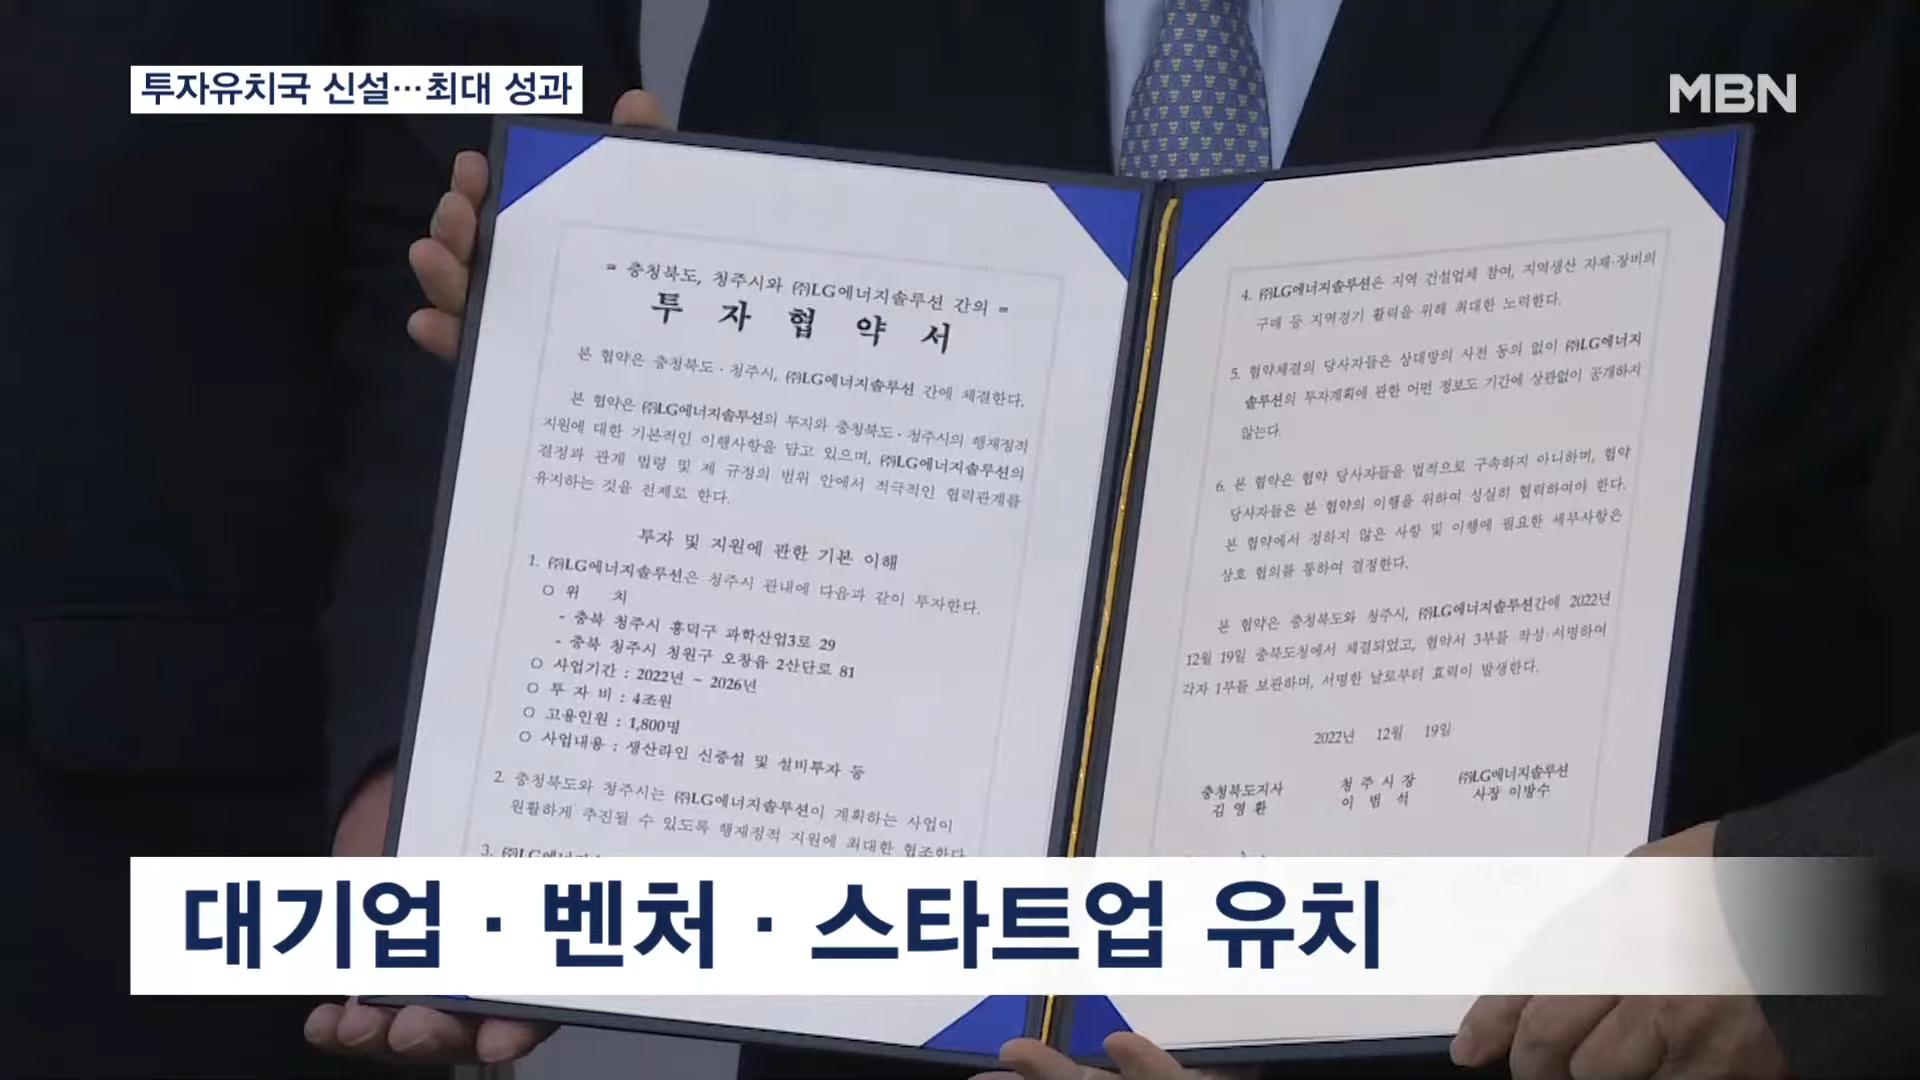 투자유치국 신설…최대 성과
MBN
= 충청북도, 청주시와 ㈜LG에너지솔루션 간의 =
투 자 협 약 서
본 협약은 충청북도·청주시, ㈜LG에너지솔루션 간에 체결한다.
본 협약은 ㈜LG에너지솔루션의 투자와 충청북도·청주시의 행재정적
지원에 대한 기본적인 이행사항을 담고 있으며, ㈜LG에너지솔루션의
결정과 관계 법령 및 제 규정의 범위 안에서 적극적인 협력관계를
유지하는 것을 전제로 한다.
투자 및 지원에 관한 기본 이해
1. ㈜LG에너지솔루션은 청주시 관내에 다음과 같이 투자한다.
○ 위 치
- 충북 청주시 흥덕구 과학산업3로 29
- 충북 청주시 청원구 오창읍 2산단로 81
○ 사업기간 : 2022년 ~ 2026년
○ 투 자 비 : 4조원
○ 고용인원 : 1,800명
○ 사업내용 : 생산라인 신증설 및 설비투자 등
2. 충청북도와 청주시는 ㈜LG에너지솔루션이 계획하는 사업이
원활하게 추진될 수 있도록 행재정적 지원에 최대한 협조한다.
3. ㈜LG에너지
4. ㈜LG에너지솔루션은 지역 건설업체 참여, 지역생산 자재·장비의
구매 등 지역경기 활력을 위해 최대한 노력한다.
5. 협약체결의 당사자들은 상대방의 사전 동의 없이 ㈜LG에너지
솔루션의 투자계획에 관한 어떤 정보도 기간에 상관없이 공개하지
않는다.
6. 본 협약은 협약 당사자들을 법적으로 구속하지 아니하며, 협약
당사자들은 본 협약의 이행을 위하여 성실히 협력하여야 한다.
본 협약에서 정하지 않은 사항 및 이행에 필요한 세부사항은
상호 협의를 통하여 결정한다.
본 협약은 충청북도와 청주시, ㈜LG에너지솔루션간에 2022년
12월 19일 충북도청에서 체결되었고, 협약서 3부를 작성·서명하여
각자 1부를 보관하며, 서명한 날로부터 효력이 발생한다.
2022년 12월 19일
충청북도지사 청 주 시 장 ㈜LG에너지솔루션
김 영 환 이 범 석 사장 이방수
대기업·벤처·스타트업 유치